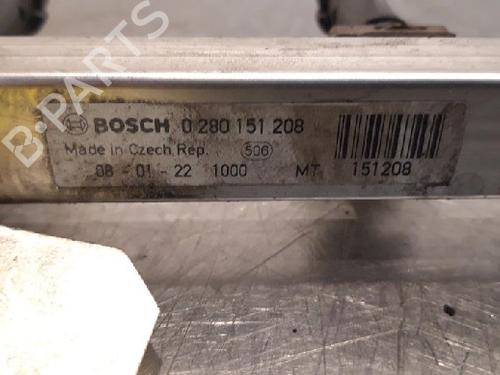 B-PARTS
BOSCH 0 280 151 208
Made in Czech Rep. 506
08 - 01 - 22 1000 MT 151208